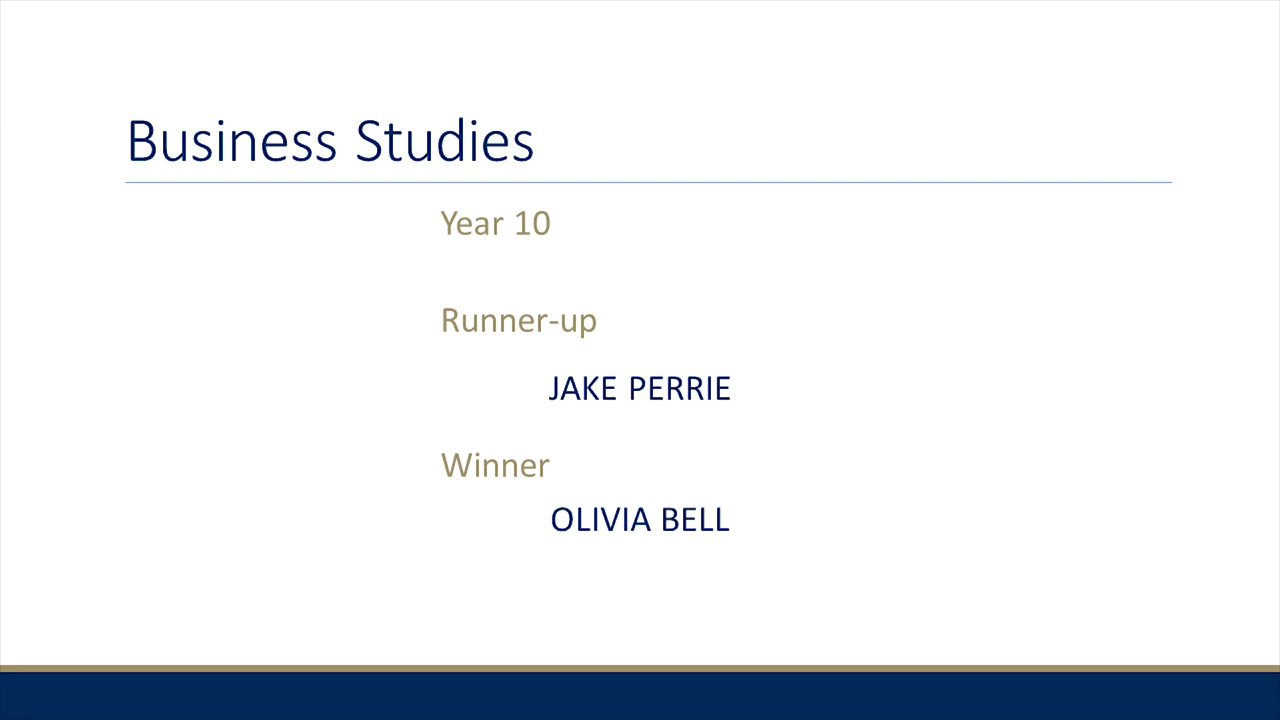 Business Studies
Year 10
Runner-up
JAKE PERRIE
Winner
OLIVIA BELL